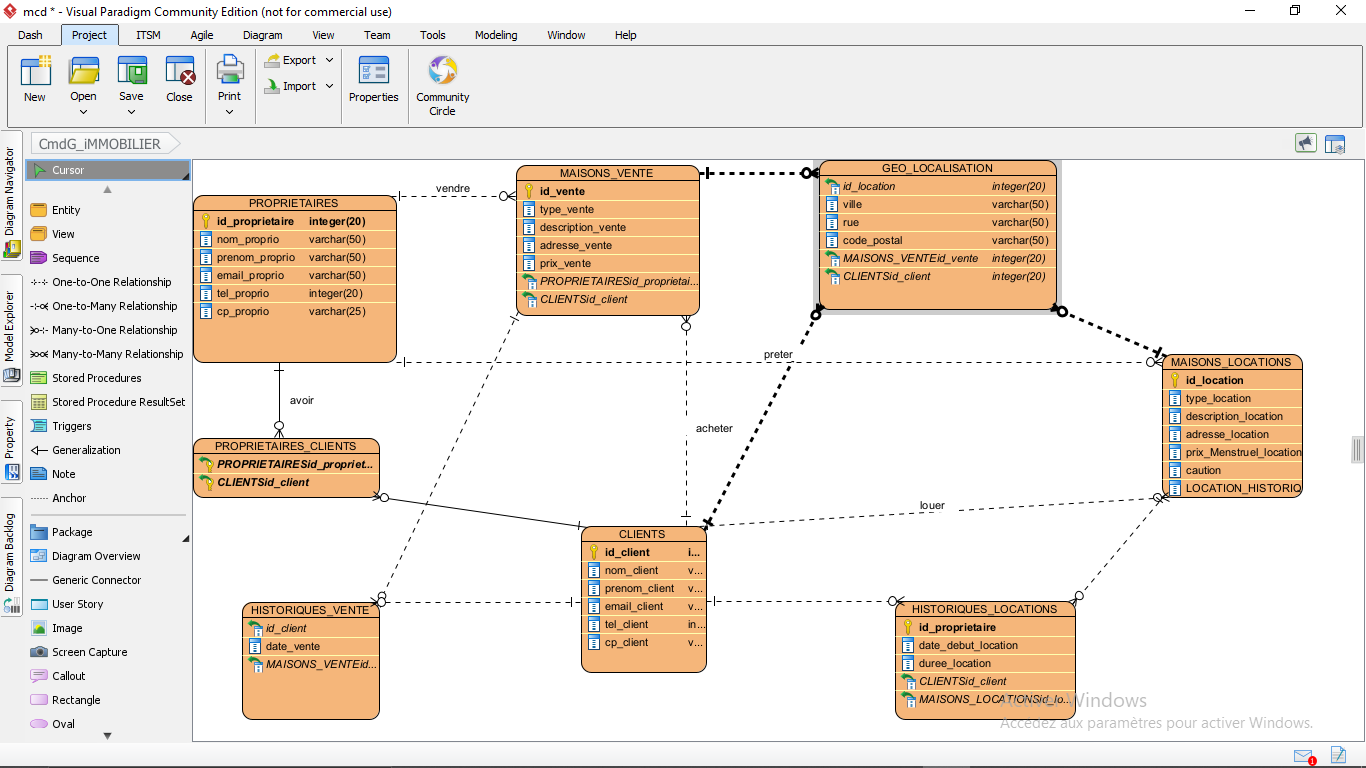 mcd * - Visual Paradigm Community Edition (not for commercial use)
Dash Project ITSM Agile Diagram View Team Tools Modeling Window Help
New Open Save Close Print Export Import Properties Community Circle
CmdG_iMMOBILIER
Diagram Navigator
Model Explorer
Property
Diagram Backlog
Cursor
Entity
View
Sequence
One-to-One Relationship
One-to-Many Relationship
Many-to-One Relationship
Many-to-Many Relationship
Stored Procedures
Stored Procedure ResultSet
Triggers
Generalization
Note
Anchor
Package
Diagram Overview
Generic Connector
User Story
Image
Screen Capture
Callout
Rectangle
Oval
PROPRIETAIRES
id_proprietaire integer(20)
nom_proprio varchar(50)
prenom_proprio varchar(50)
email_proprio varchar(50)
tel_proprio integer(20)
cp_proprio varchar(25)
vendre
MAISONS_VENTE
id_vente
type_vente
description_vente
adresse_vente
prix_vente
PROPRIETAIRESid_proprietai...
CLIENTSid_client
GEO_LOCALISATION
id_location integer(20)
ville varchar(50)
rue varchar(50)
code_postal varchar(50)
MAISONS_VENTEid_vente integer(20)
CLIENTSid_client integer(20)
preter
MAISONS_LOCATIONS
id_location
type_location
description_location
adresse_location
prix_Menstruel_location
caution
LOCATION_HISTORIQ
avoir
acheter
louer
PROPRIETAIRES_CLIENTS
PROPRIETAIRESid_propriet...
CLIENTSid_client
CLIENTS
id_client i...
nom_client v...
prenom_client v...
email_client v...
tel_client in...
cp_client v...
HISTORIQUES_VENTE
id_client
date_vente
MAISONS_VENTEid...
HISTORIQUES_LOCATIONS
id_proprietaire
date_debut_location
duree_location
CLIENTSid_client
MAISONS_LOCATIONSid_lo...
Activer Windows
Accédez aux paramètres pour activer Windows.
1